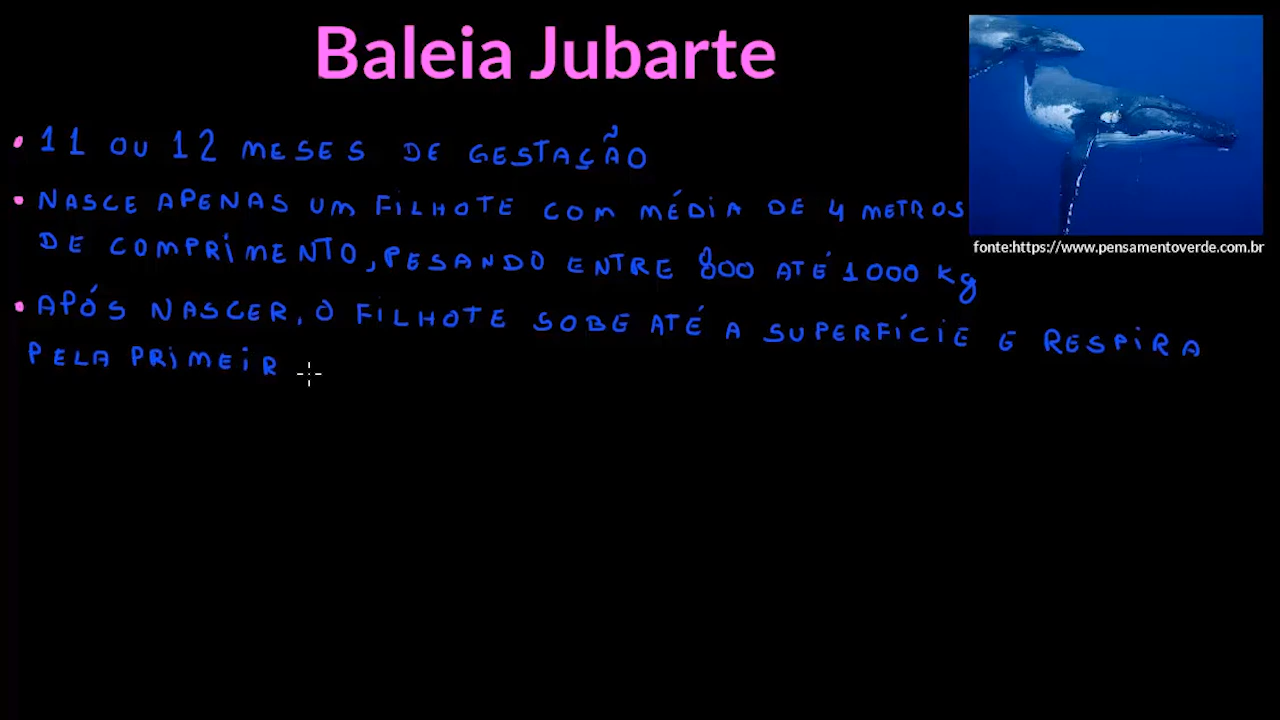 Baleia Jubarte
• 11 OU 12 MESES DE GESTAÇÃO
• NASCE APENAS UM FILHOTE COM MÉDIA DE 4 METROS
DE COMPRIMENTO, PESANDO ENTRE 800 ATÉ 1000 Kg
fonte:https://www.pensamentoverde.com.br
• APÓS NASCER, O FILHOTE SOBE ATÉ A SUPERFÍCIE E RESPIRA
PELA PRIMEIR